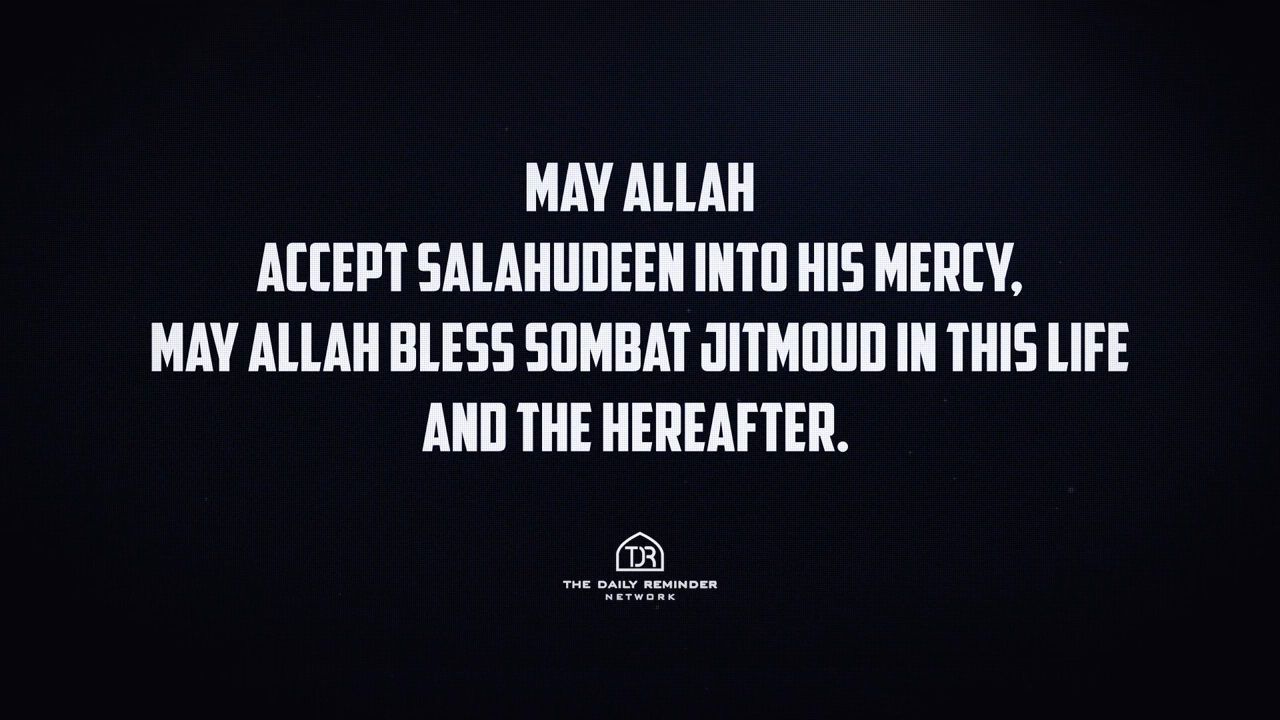 MAY ALLAH
ACCEPT SALAHUDEEN INTO HIS MERCY,
MAY ALLAH BLESS SOMBAT JITMOUD IN THIS LIFE
AND THE HEREAFTER.
TDR
THE DAILY REMINDER
NETWORK